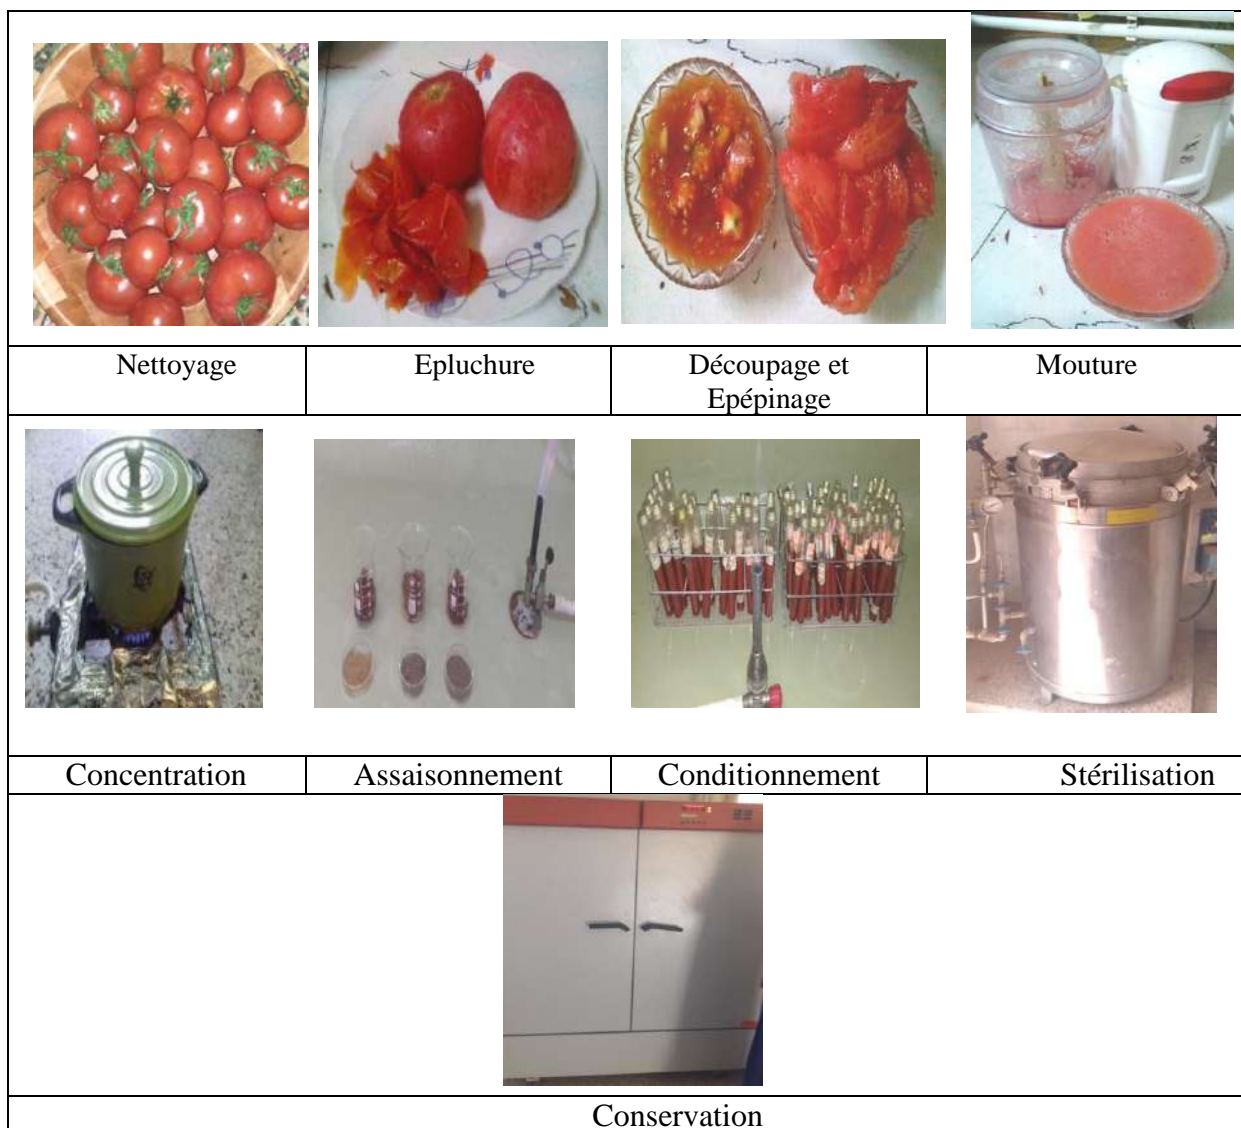 Nettoyage
Epluchure
Découpage et
Epépinage
Mouture
Concentration
Assaisonnement
Conditionnement
Stérilisation
Conservation